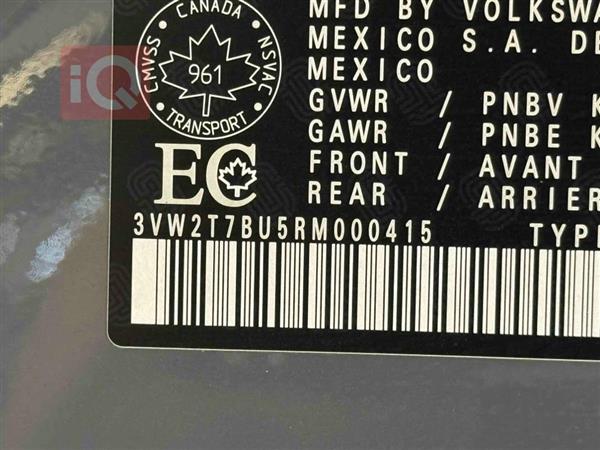 CANADA
CMVSS
NSVAC
961
TRANSPORT
iQ
EC
MFD BY VOLKSWA
MEXICO S.A. DE
MEXICO
GVWR / PNBV K
GAWR / PNBE K
FRONT / AVANT
REAR / ARRIER
3VW2T7BU5RM000415 TYPE